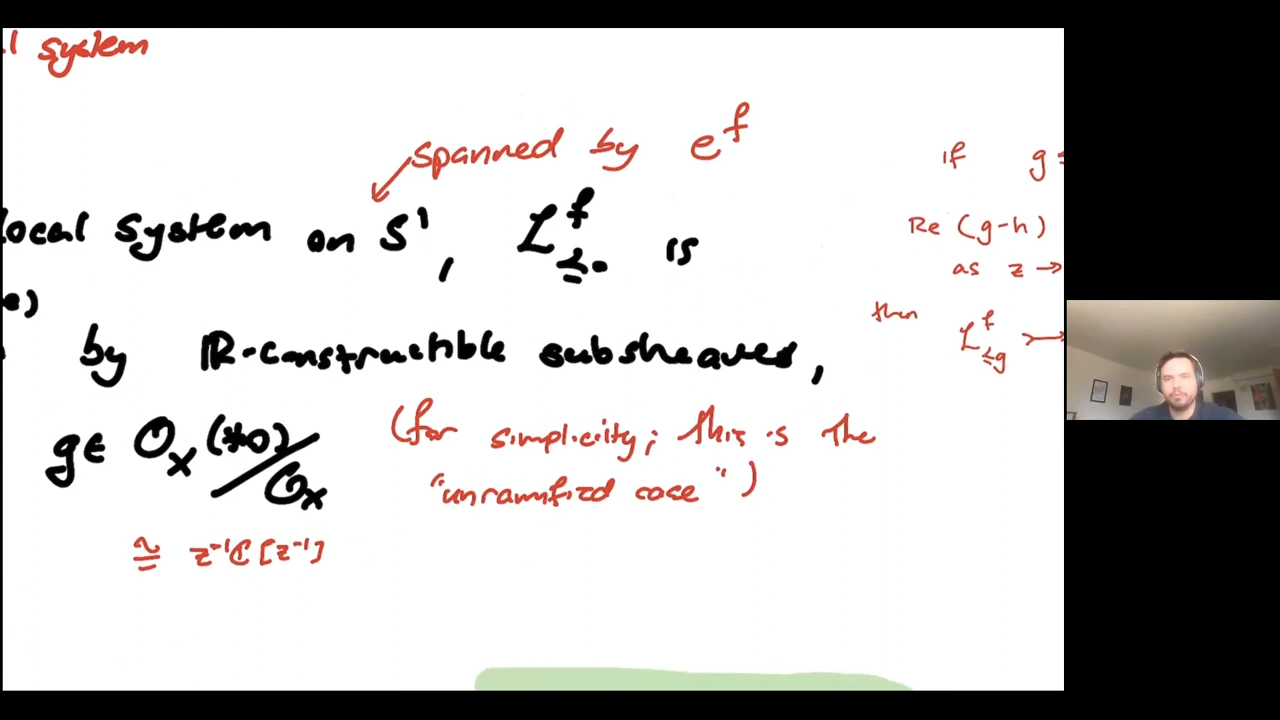 l system
spanned by e^f
local system on S¹, 𝓛^f_{≤•} is
e)
by ℝ-constructible subsheaves,
g ∈ 𝒪_X(*0)/𝒪_X (for simplicity; this is the
"unramified case")
≅ z⁻¹ℂ[z⁻¹]
if g
Re (g-h)
as z →
then 𝓛^f_{≤g} ↣